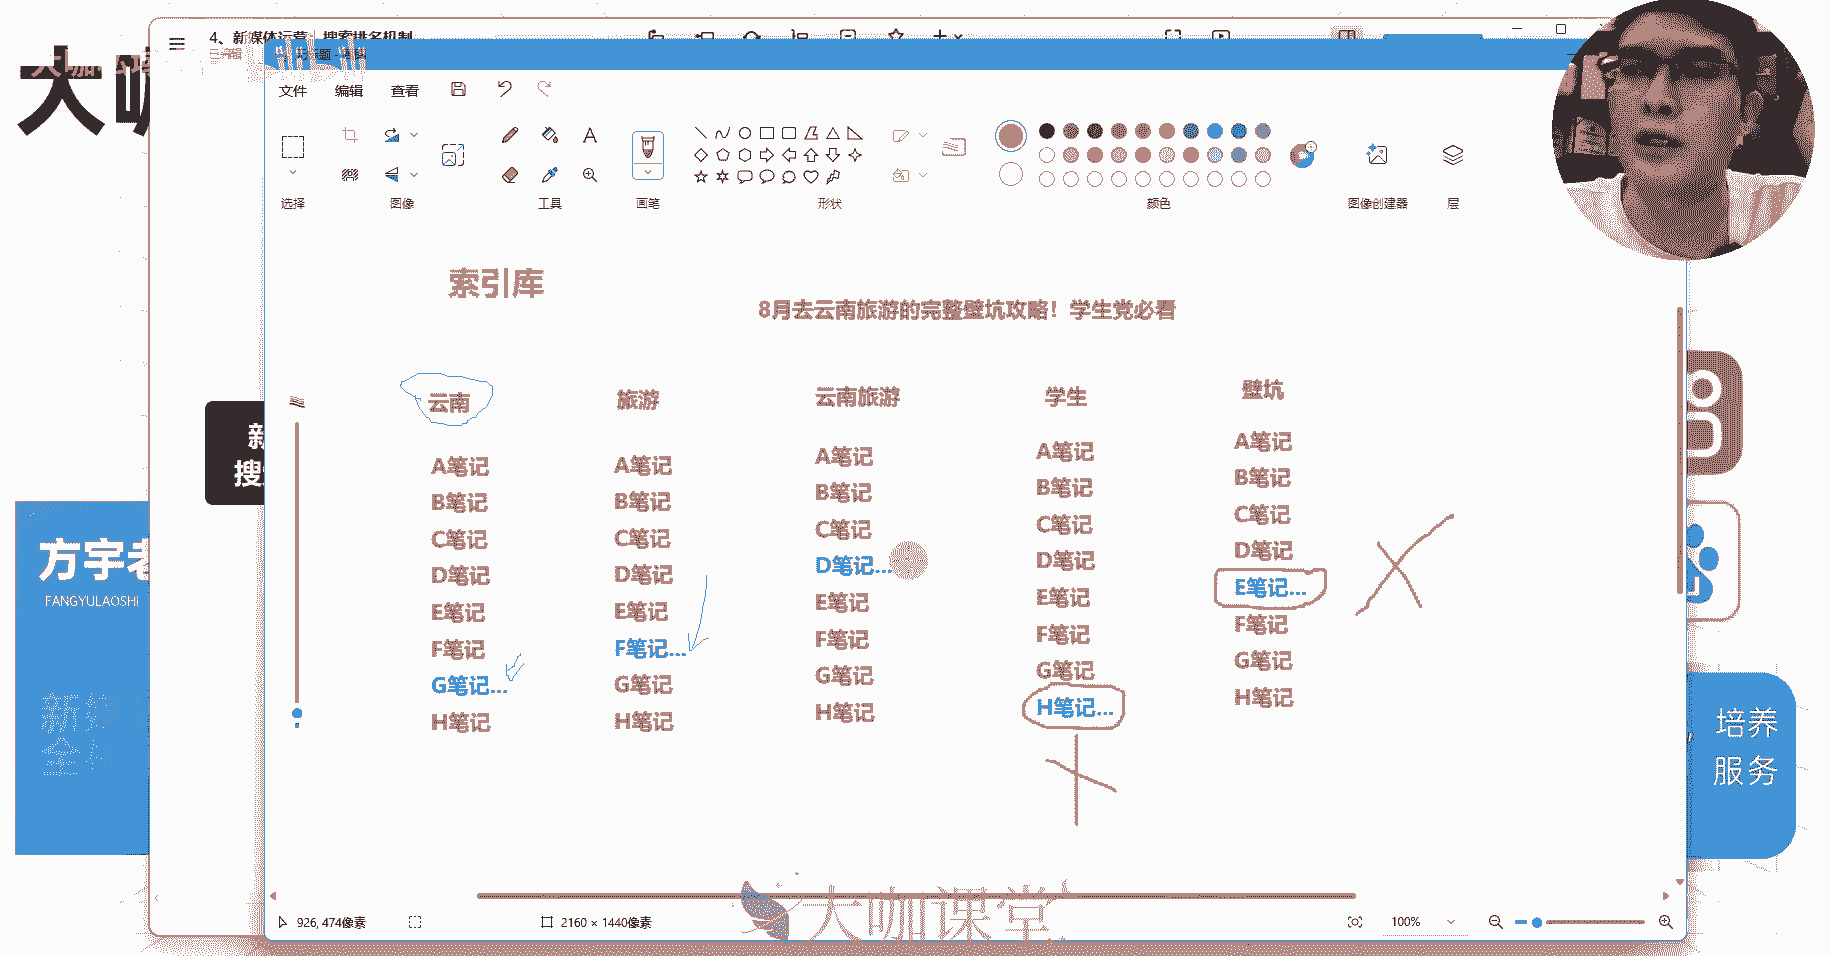 4、新媒体运营 | 搜索排名机制
已编辑
文件
编辑
查看
选择
图像
工具
画笔
形状
颜色
图像创建器
层
索引库
8月去云南旅游的完整壁坑攻略！学生党必看
云南
A笔记
B笔记
C笔记
D笔记
E笔记
F笔记
G笔记...
H笔记
旅游
A笔记
B笔记
C笔记
D笔记
E笔记
F笔记...
G笔记
H笔记
云南旅游
A笔记
B笔记
C笔记
D笔记...
E笔记
F笔记
G笔记
H笔记
学生
A笔记
B笔记
C笔记
D笔记
E笔记
F笔记
G笔记
H笔记...
壁坑
A笔记
B笔记
C笔记
D笔记
E笔记...
F笔记
G笔记
H笔记
大
新
搜
方宇老
FANGYULAOSHI
新媒
全
培养
服务
926, 474像素
2160 × 1440像素
100%
大咖课堂